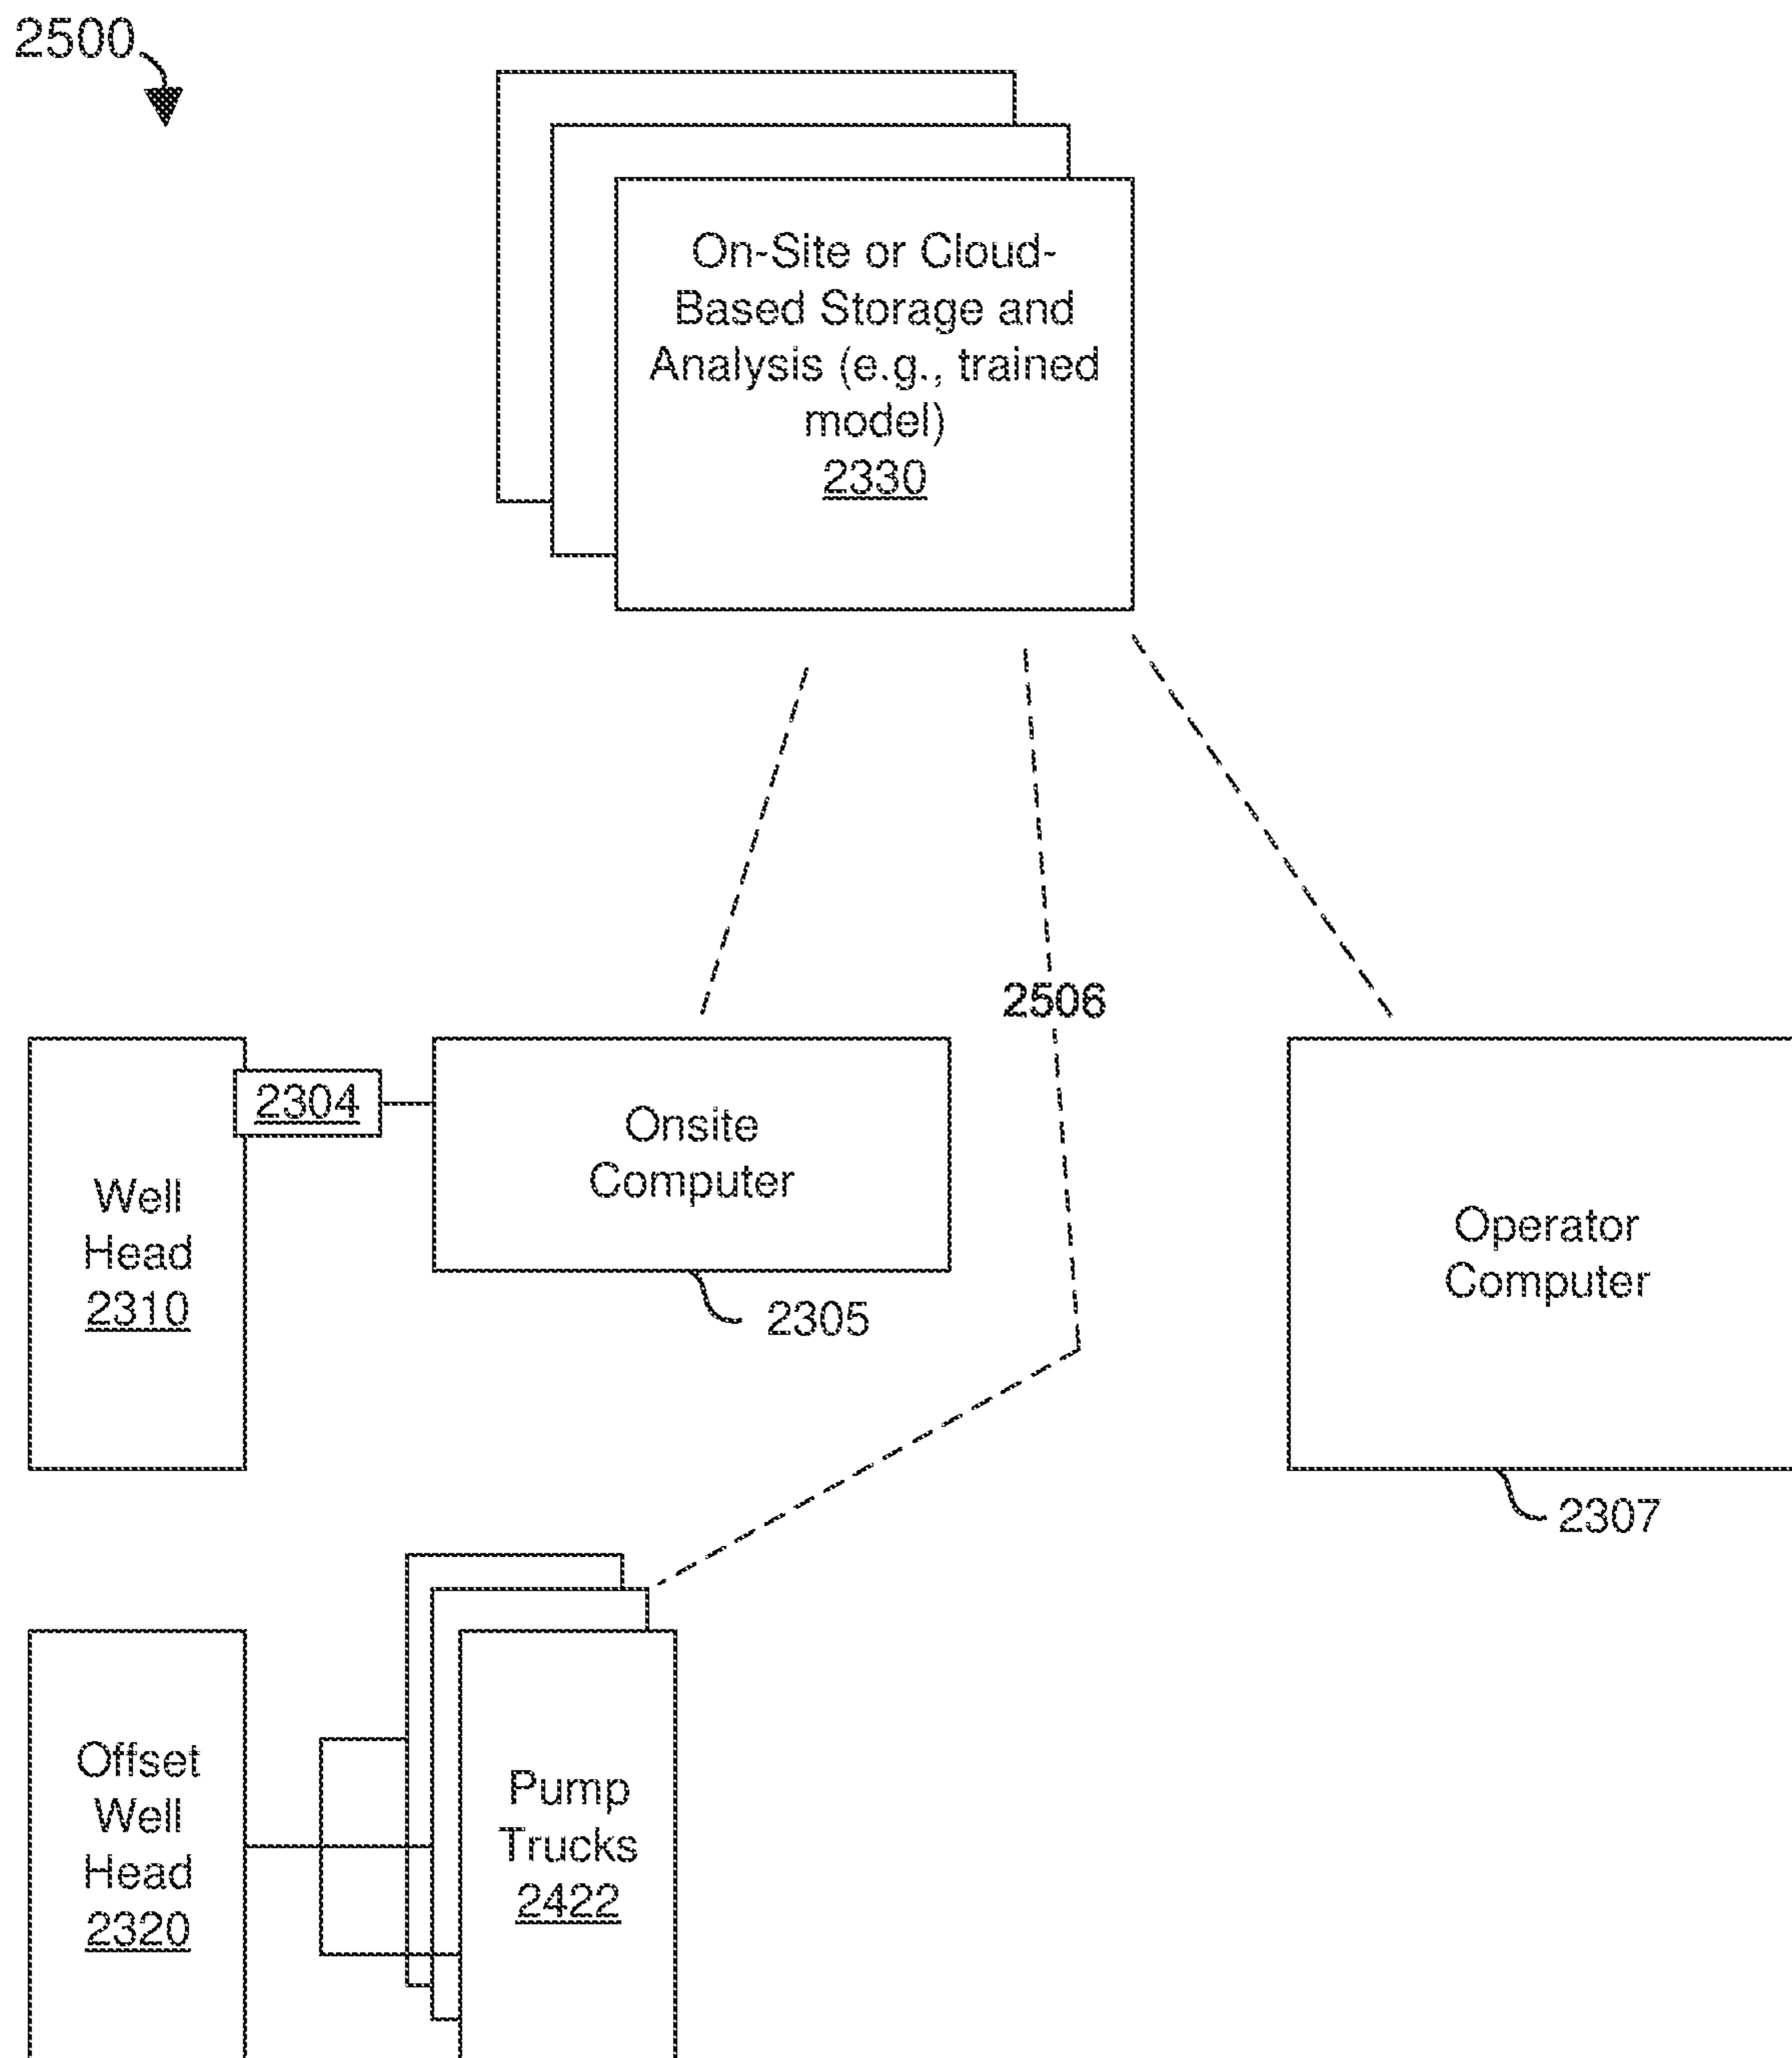 2500
On-Site or Cloud-
Based Storage and
Analysis (e.g., trained
model)
2330
2506
2304
Onsite
Computer
2305
Well
Head
2310
Operator
Computer
2307
Offset
Well
Head
2320
Pump
Trucks
2422